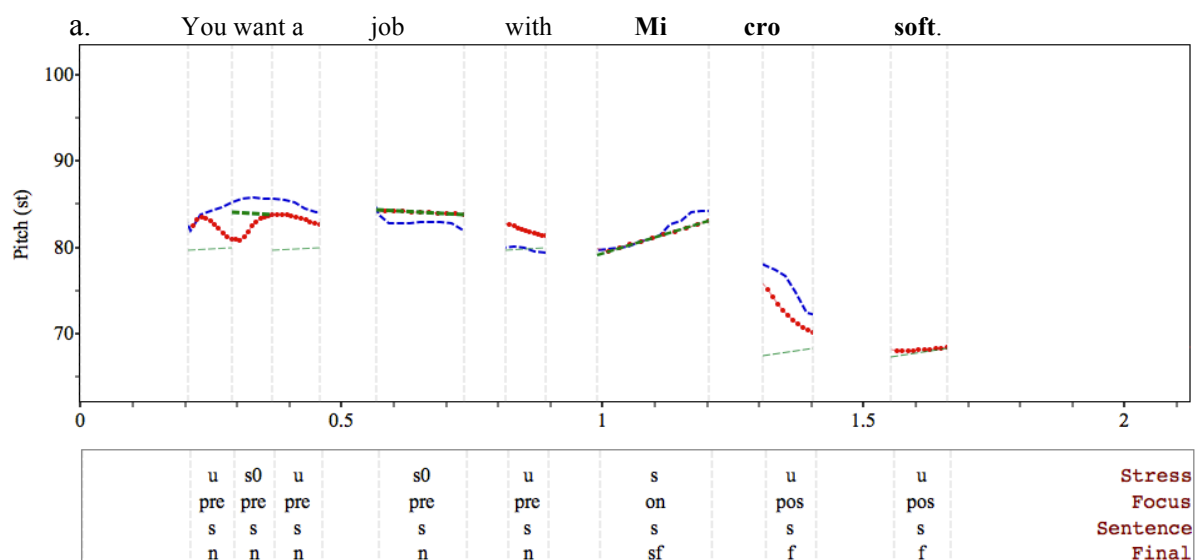 a. You want a job with Mi cro soft.
100
90
80
70
Pitch (st)
0 0.5 1 1.5 2
u s0 u s0 u s u u Stress
pre pre pre pre pre on pos pos Focus
s s s s s s s s Sentence
n n n n n sf f f Final